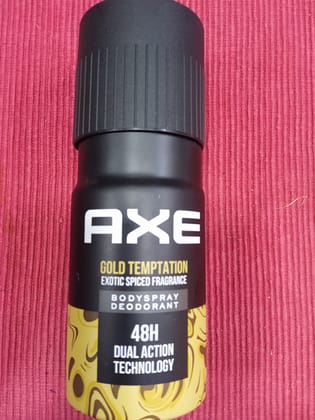 AXE
GOLD TEMPTATION
EXOTIC SPICED FRAGRANCE
BODYSPRAY
DEODORANT
48H
DUAL ACTION
TECHNOLOGY